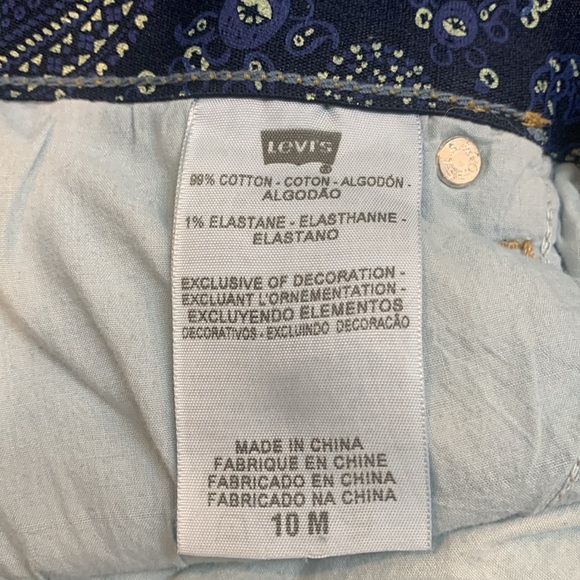 Levi's
®
99% COTTON - COTON - ALGODÓN -
ALGODÃO
1% ELASTANE - ELASTHANNE -
ELASTANO
EXCLUSIVE OF DECORATION -
EXCLUANT L'ORNEMENTATION -
EXCLUYENDO ELEMENTOS
DECORATIVOS - EXCLUINDO DECORAÇÃO
MADE IN CHINA
FABRIQUE EN CHINE
FABRICADO EN CHINA
FABRICADO NA CHINA
10 M